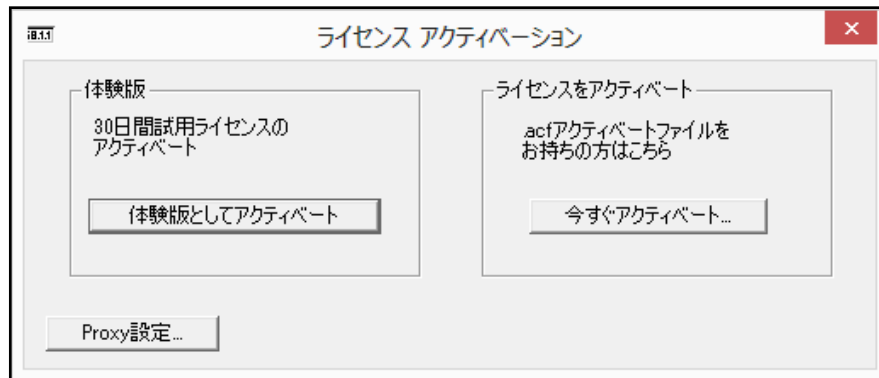 i8.1.1
ライセンス アクティベーション
体験版
30日間試用ライセンスの
アクティベート
体験版としてアクティベート
ライセンスをアクティベート
acfアクティベートファイルを
お持ちの方はこちら
今すぐアクティベート...
Proxy設定...